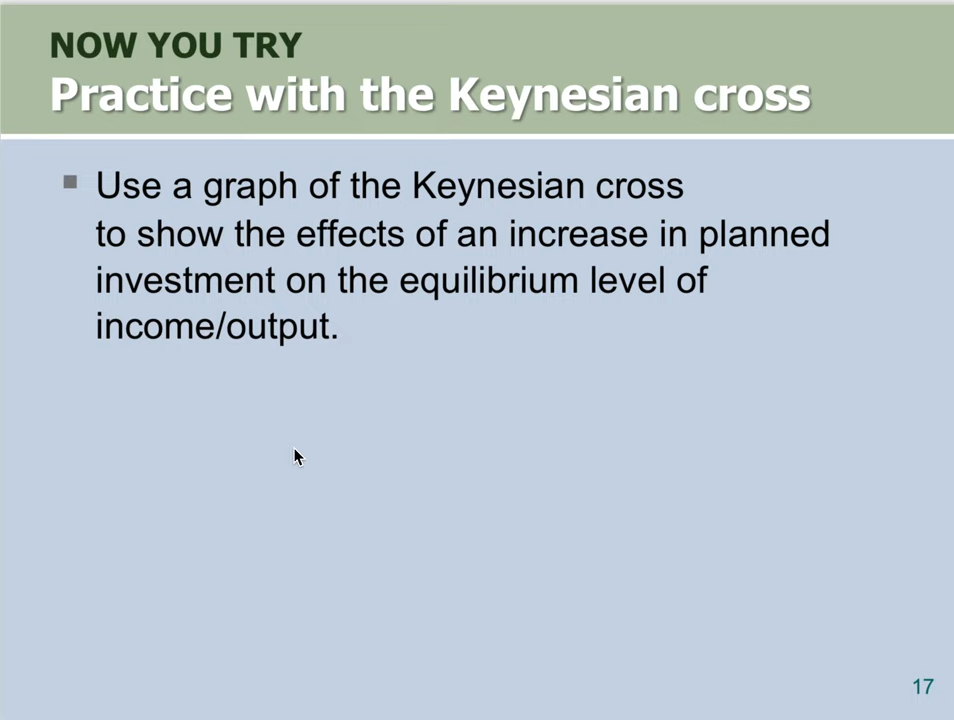 NOW YOU TRY
Practice with the Keynesian cross
Use a graph of the Keynesian cross
to show the effects of an increase in planned
investment on the equilibrium level of
income/output.
17